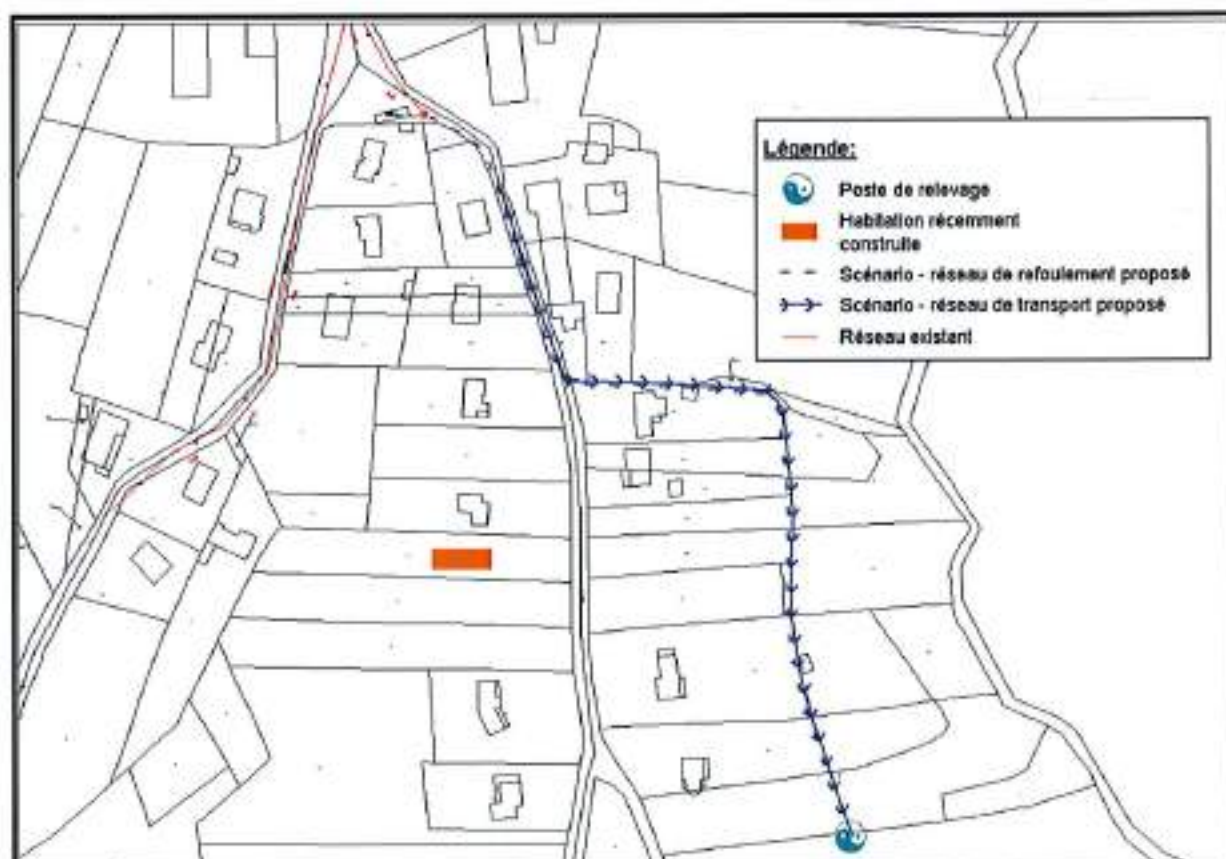 Légende:
Poste de relevage
Habitation récemment
construite
Scénario - réseau de refoulement proposé
Scénario - réseau de transport proposé
Réseau existant